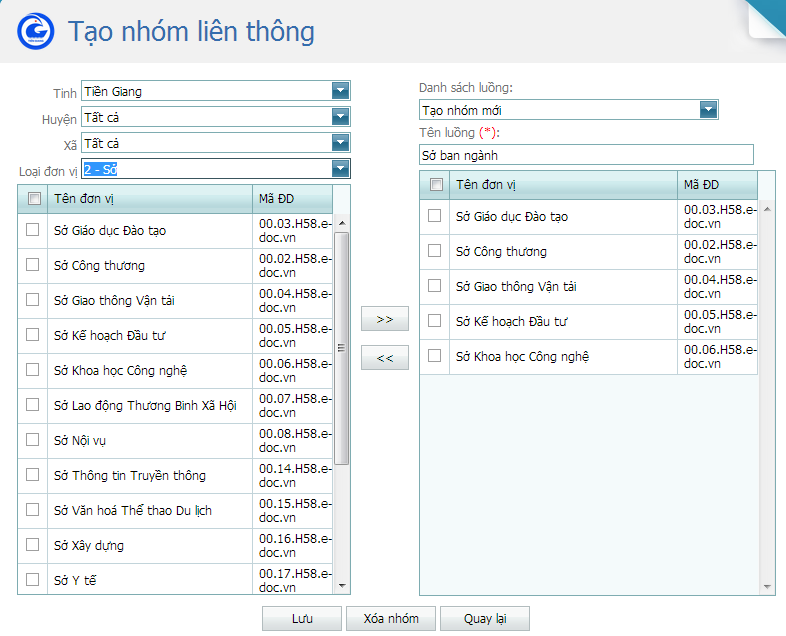 Tạo nhóm liên thông
Tỉnh Tiền Giang
Huyện Tất cả
Xã Tất cả
Loại đơn vị 2 - Sở
Tên đơn vị Mã ĐD
Sở Giáo dục Đào tạo 00.03.H58.e-
doc.vn
Sở Công thương 00.02.H58.e-
doc.vn
Sở Giao thông Vận tải 00.04.H58.e-
doc.vn
Sở Kế hoạch Đầu tư 00.05.H58.e-
doc.vn
Sở Khoa học Công nghệ 00.06.H58.e-
doc.vn
Sở Lao động Thương Binh Xã Hội 00.07.H58.e-
doc.vn
Sở Nội vụ 00.08.H58.e-
doc.vn
Sở Thông tin Truyền thông 00.14.H58.e-
doc.vn
Sở Văn hoá Thể thao Du lịch 00.15.H58.e-
doc.vn
Sở Xây dựng 00.16.H58.e-
doc.vn
Sở Y tế 00.17.H58.e-
doc.vn
>>
<<
Danh sách luồng:
Tạo nhóm mới
Tên luồng (*):
Sở ban ngành
Tên đơn vị Mã ĐD
Sở Giáo dục Đào tạo 00.03.H58.e-
doc.vn
Sở Công thương 00.02.H58.e-
doc.vn
Sở Giao thông Vận tải 00.04.H58.e-
doc.vn
Sở Kế hoạch Đầu tư 00.05.H58.e-
doc.vn
Sở Khoa học Công nghệ 00.06.H58.e-
doc.vn
Lưu Xóa nhóm Quay lại